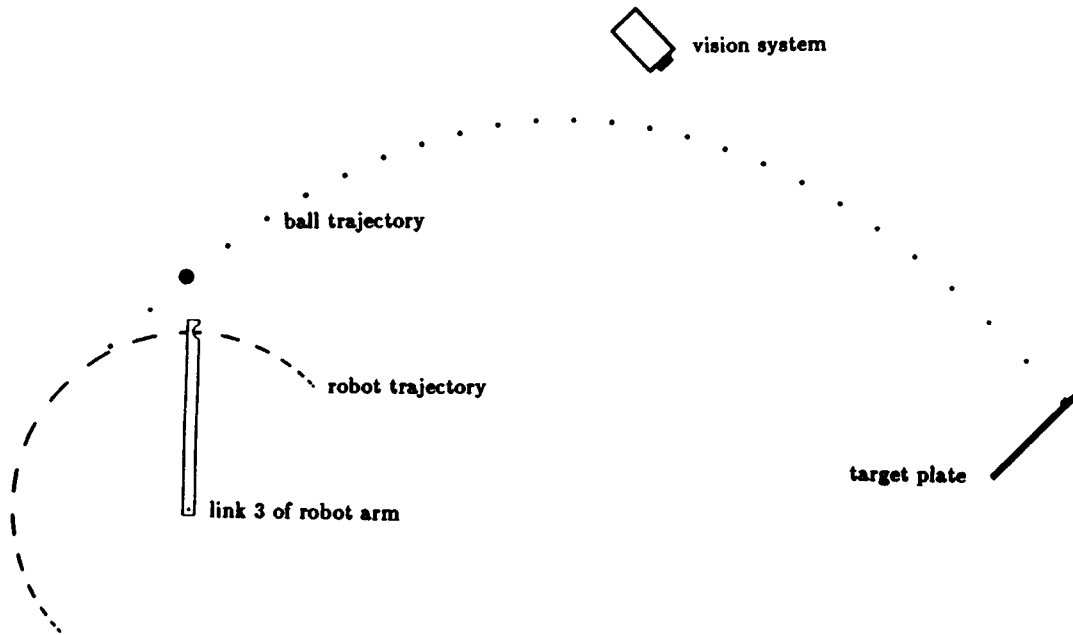 vision system
ball trajectory
robot trajectory
target plate
link 3 of robot arm